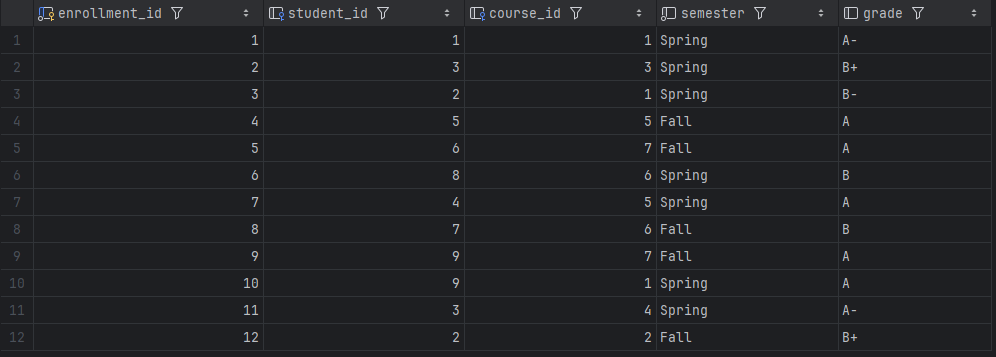 enrollment_id student_id course_id semester grade
1 1 1 1 Spring A-
2 2 3 3 Spring B+
3 3 2 1 Spring B-
4 4 5 5 Fall A
5 5 6 7 Fall A
6 6 8 6 Spring B
7 7 4 5 Spring A
8 8 7 6 Fall B
9 9 9 7 Fall A
10 10 9 1 Spring A
11 11 3 4 Spring A-
12 12 2 2 Fall B+